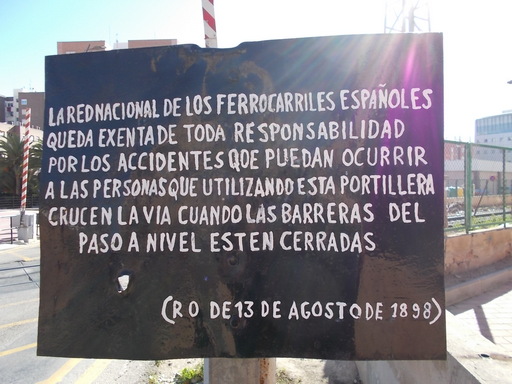 LA RED NACIONAL DE LOS FERROCARRILES ESPAÑOLES
QUEDA EXENTA DE TODA RESPONSABILIDAD
POR LOS ACCIDENTES QUE PUEDAN OCURRIR
A LAS PERSONAS QUE UTILIZANDO ESTA PORTILLERA
CRUCEN LA VIA CUANDO LAS BARRERAS DEL
PASO A NIVEL ESTEN CERRADAS
(R O DE 13 DE AGOSTO DE 1898)